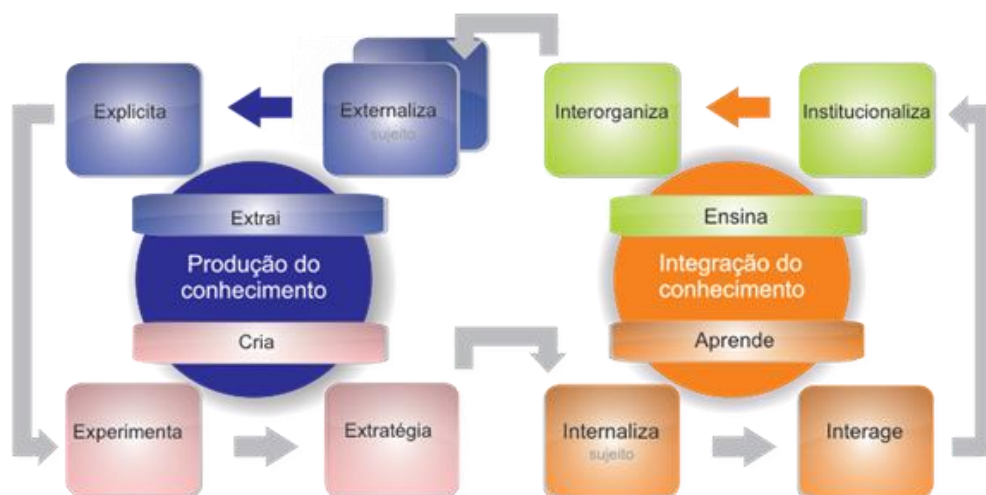 Explicita
Externaliza
sujeito
Interorganiza
Institucionaliza
Extrai
Produção do
conhecimento
Cria
Ensina
Integração do
conhecimento
Aprende
Experimenta
Extratégia
Internaliza
sujeito
Interage